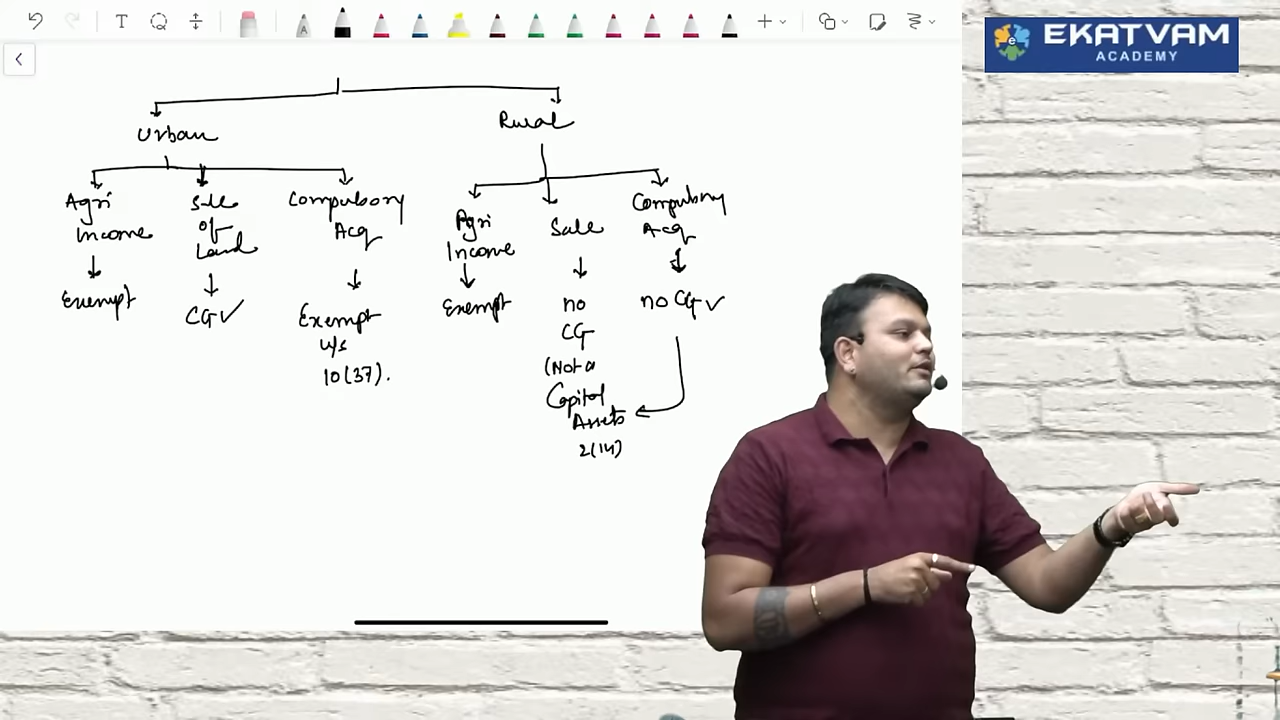 EKATVAM
ACADEMY
Urban
Rural
Agri
Income
Exempt
Sale
of
Land
CG ✓
Compulsory
Acq
Exempt
u/s
10(37).
Agri
Income
Exempt
Sale
no
CG
(Not a
Capital
Assets
2(14)
Compulsory
Acq
no CG ✓